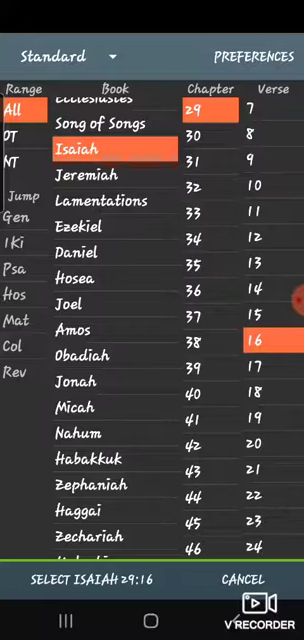 Standard
PREFERENCES
Range
Book
Chapter
Verse
All
OT
NT
Jump
Gen
1Ki
Psa
Hos
Mat
Col
Rev
Ecclesiastes
Song of Songs
Isaiah
Jeremiah
Lamentations
Ezekiel
Daniel
Hosea
Joel
Amos
Obadiah
Jonah
Micah
Nahum
Habakkuk
Zephaniah
Haggai
Zechariah
29
30
31
32
33
34
35
36
37
38
39
40
41
42
43
44
45
46
7
8
9
10
11
12
13
14
15
16
17
18
19
20
21
22
23
24
SELECT ISAIAH 29:16
CANCEL
V RECORDER